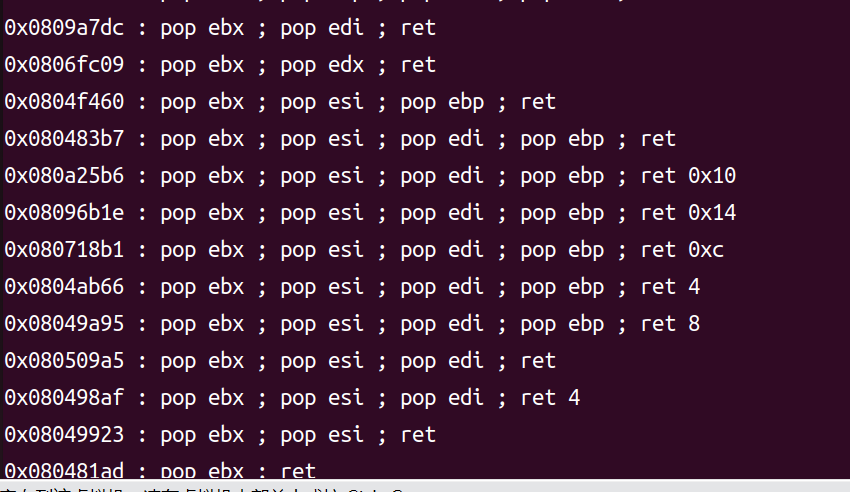 0x0809a7dc : pop ebx ; pop edi ; ret
0x0806fc09 : pop ebx ; pop edx ; ret
0x0804f460 : pop ebx ; pop esi ; pop ebp ; ret
0x080483b7 : pop ebx ; pop esi ; pop edi ; pop ebp ; ret
0x080a25b6 : pop ebx ; pop esi ; pop edi ; pop ebp ; ret 0x10
0x08096b1e : pop ebx ; pop esi ; pop edi ; pop ebp ; ret 0x14
0x080718b1 : pop ebx ; pop esi ; pop edi ; pop ebp ; ret 0xc
0x0804ab66 : pop ebx ; pop esi ; pop edi ; pop ebp ; ret 4
0x08049a95 : pop ebx ; pop esi ; pop edi ; pop ebp ; ret 8
0x080509a5 : pop ebx ; pop esi ; pop edi ; ret
0x080498af : pop ebx ; pop esi ; pop edi ; ret 4
0x08049923 : pop ebx ; pop esi ; ret
0x080481ad : pop ebx ; ret